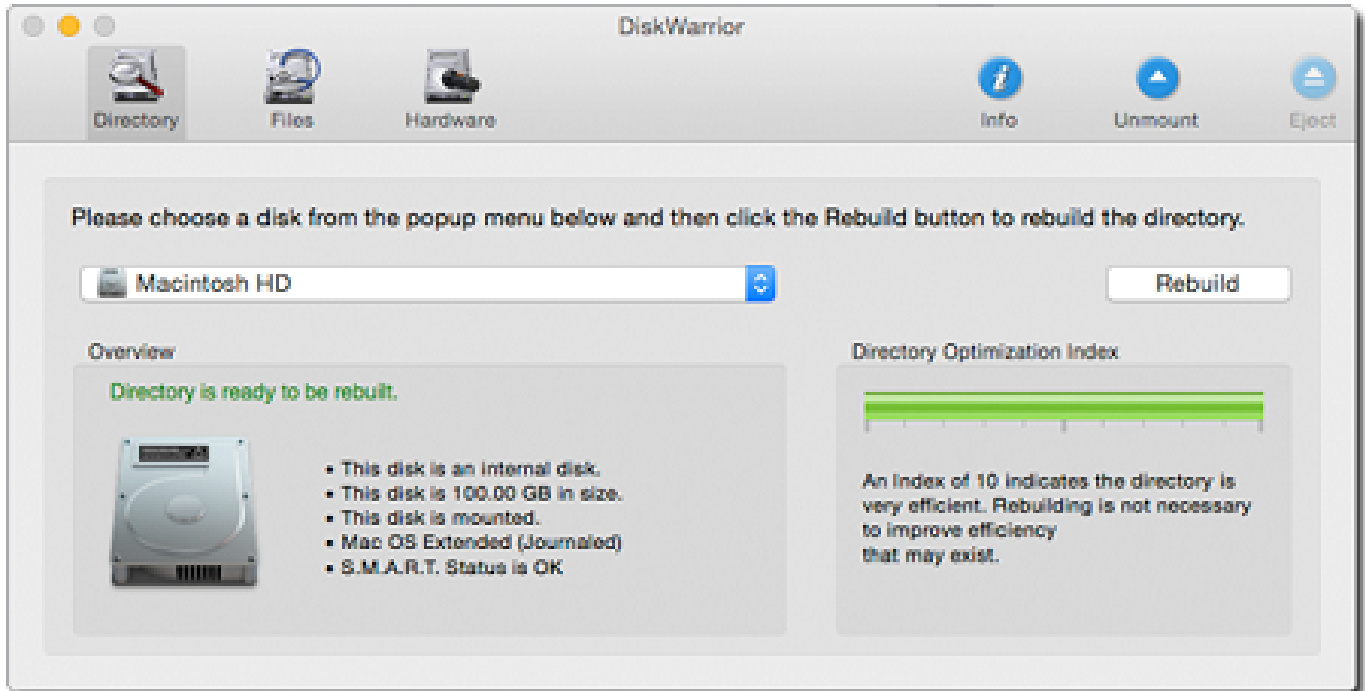 DiskWarrior
Directory
Files
Hardware
Info
Unmount
Eject
Please choose a disk from the popup menu below and then click the Rebuild button to rebuild the directory.
Macintosh HD
Rebuild
Overview
Directory Optimization Index
Directory is ready to be rebuilt.
• This disk is an internal disk.
• This disk is 100.00 GB in size.
• This disk is mounted.
• Mac OS Extended (Journaled)
• S.M.A.R.T. Status is OK
An Index of 10 indicates the directory is
very efficient. Rebuilding is not necessary
to improve efficiency
that may exist.